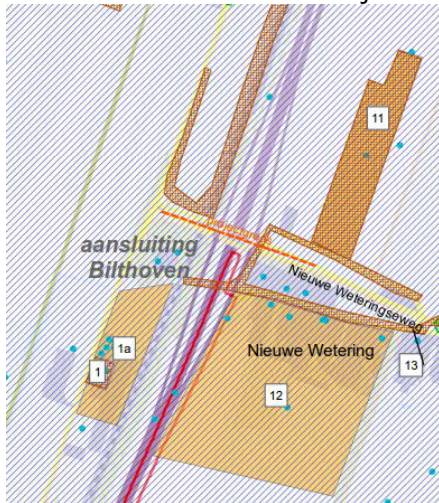 11
aansluiting
Bilthoven
Nieuwe Weteringseweg
1a
1
Nieuwe Wetering
13
12